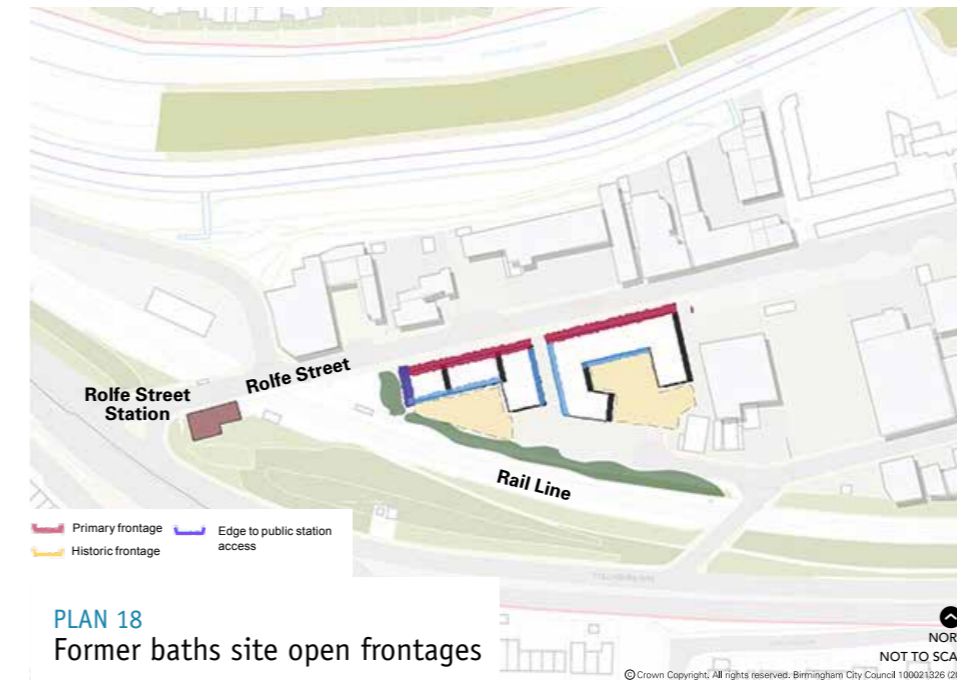 Rolfe Street
Station
Rolfe Street
Rail Line
Primary frontage
Edge to public station
access
Historic frontage
PLAN 18
Former baths site open frontages
NOR
NOT TO SCA
© Crown Copyright. All rights reserved. Birmingham City Council 100021326